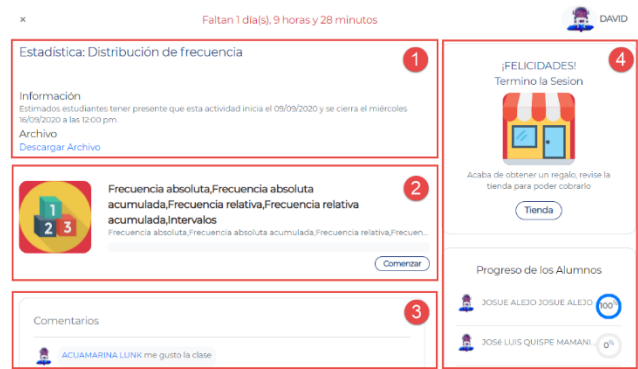 × Faltan 1 día(s), 9 horas y 28 minutos DAVID
Estadística: Distribución de frecuencia
1
Información
Estimados estudiantes tener presente que esta actividad inicia el 09/09/2020 y se cierra el miércoles
16/09/2020 a las 12:00 pm.
Archivo
Descargar Archivo
2
Frecuencia absoluta,Frecuencia absoluta
acumulada,Frecuencia relativa,Frecuencia relativa
acumulada,Intervalos
Frecuencia absoluta,Frecuencia absoluta acumulada,Frecuencia relativa,Frecuen...
1
2 3
Comenzar
3
Comentarios
ACUAMARINA LUNK me gusto la clase
4
¡FELICIDADES!
Termino la Sesion
Acaba de obtener un regalo, revise la
tienda para poder cobrarlo
Tienda
Progreso de los Alumnos
JOSUE ALEJO JOSUE ALEJO 100%
JOSé LUIS QUISPE MAMANI... 0%